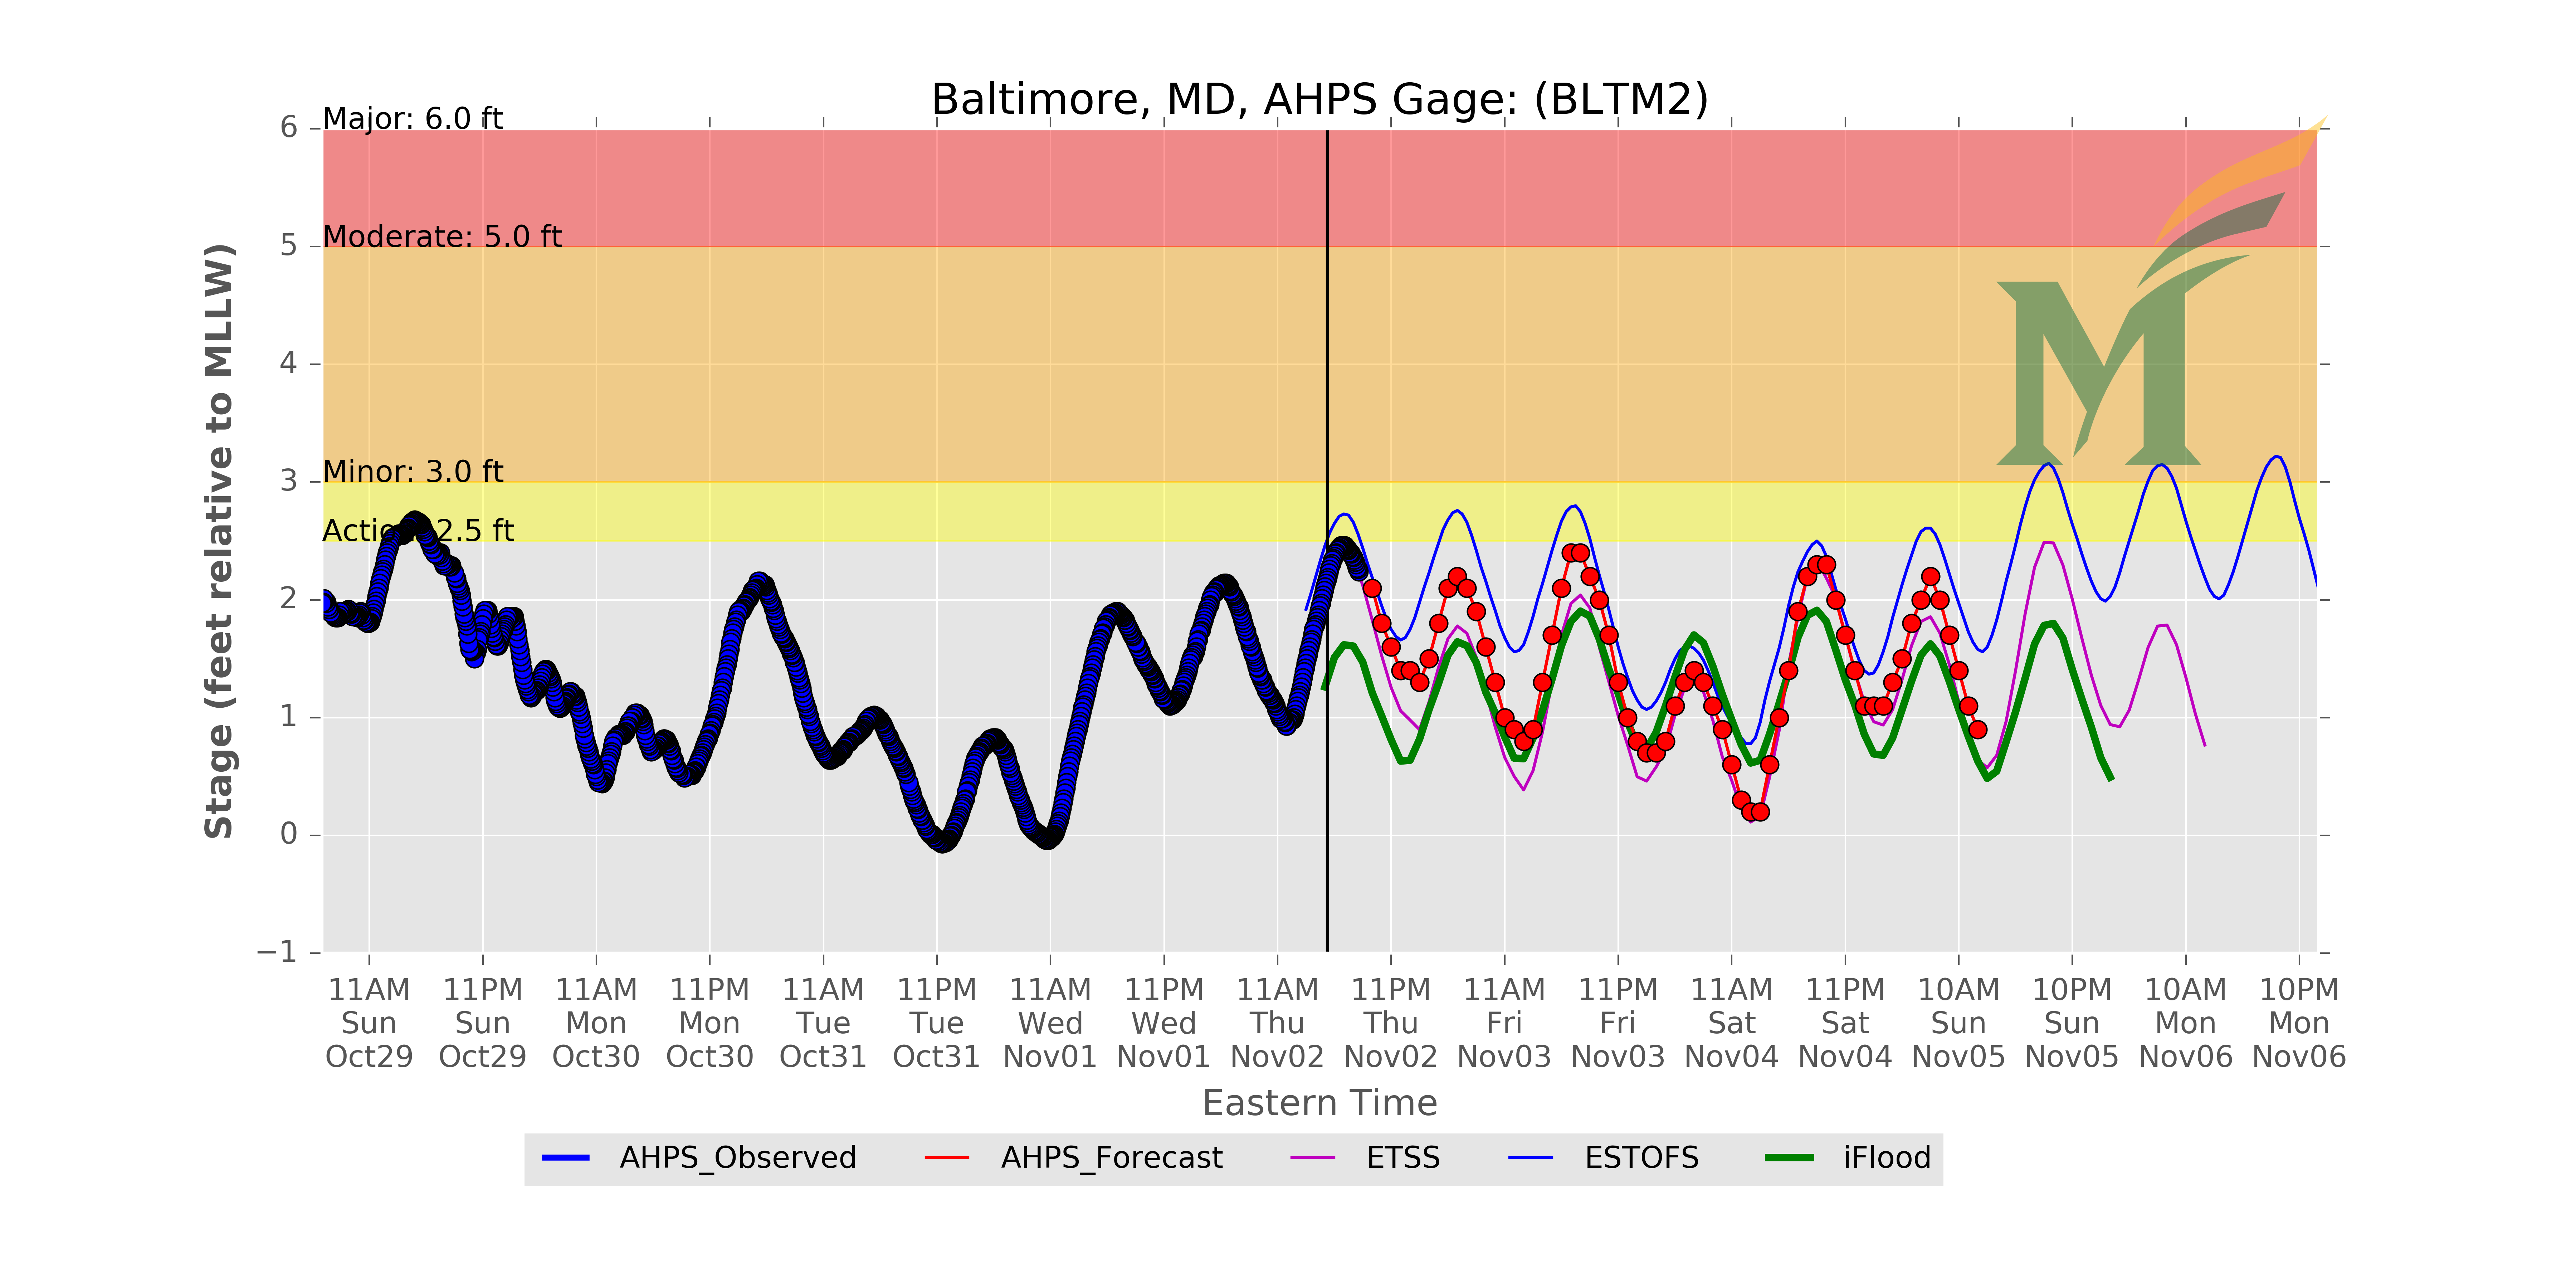 Baltimore, MD, AHPS Gage: (BLTM2)
Stage (feet relative to MLLW)
6
5
4
3
2
1
0
−1
Major: 6.0 ft
Moderate: 5.0 ft
Minor: 3.0 ft
Action: 2.5 ft
M
11AM 11PM 11AM 11PM 11AM 11PM 11AM 11PM 11AM 11PM 11AM 11PM 11AM 11PM 10AM 10PM 10AM 10PM
Sun Sun Mon Mon Tue Tue Wed Wed Thu Thu Fri Fri Sat Sat Sun Sun Mon Mon
Oct29 Oct29 Oct30 Oct30 Oct31 Oct31 Nov01 Nov01 Nov02 Nov02 Nov03 Nov03 Nov04 Nov04 Nov05 Nov05 Nov06 Nov06
Eastern Time
AHPS_Observed AHPS_Forecast ETSS ESTOFS iFlood